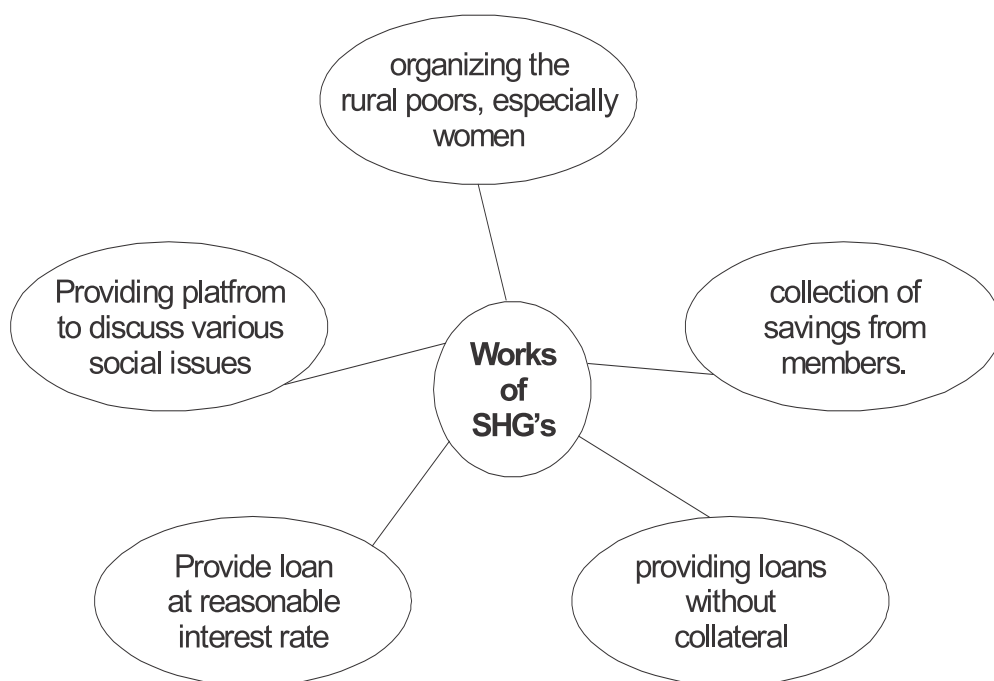 organizing the
rural poors, especially
women
Providing platfrom
to discuss various
social issues
collection of
savings from
members.
Works
of
SHG's
Provide loan
at reasonable
interest rate
providing loans
without
collateral